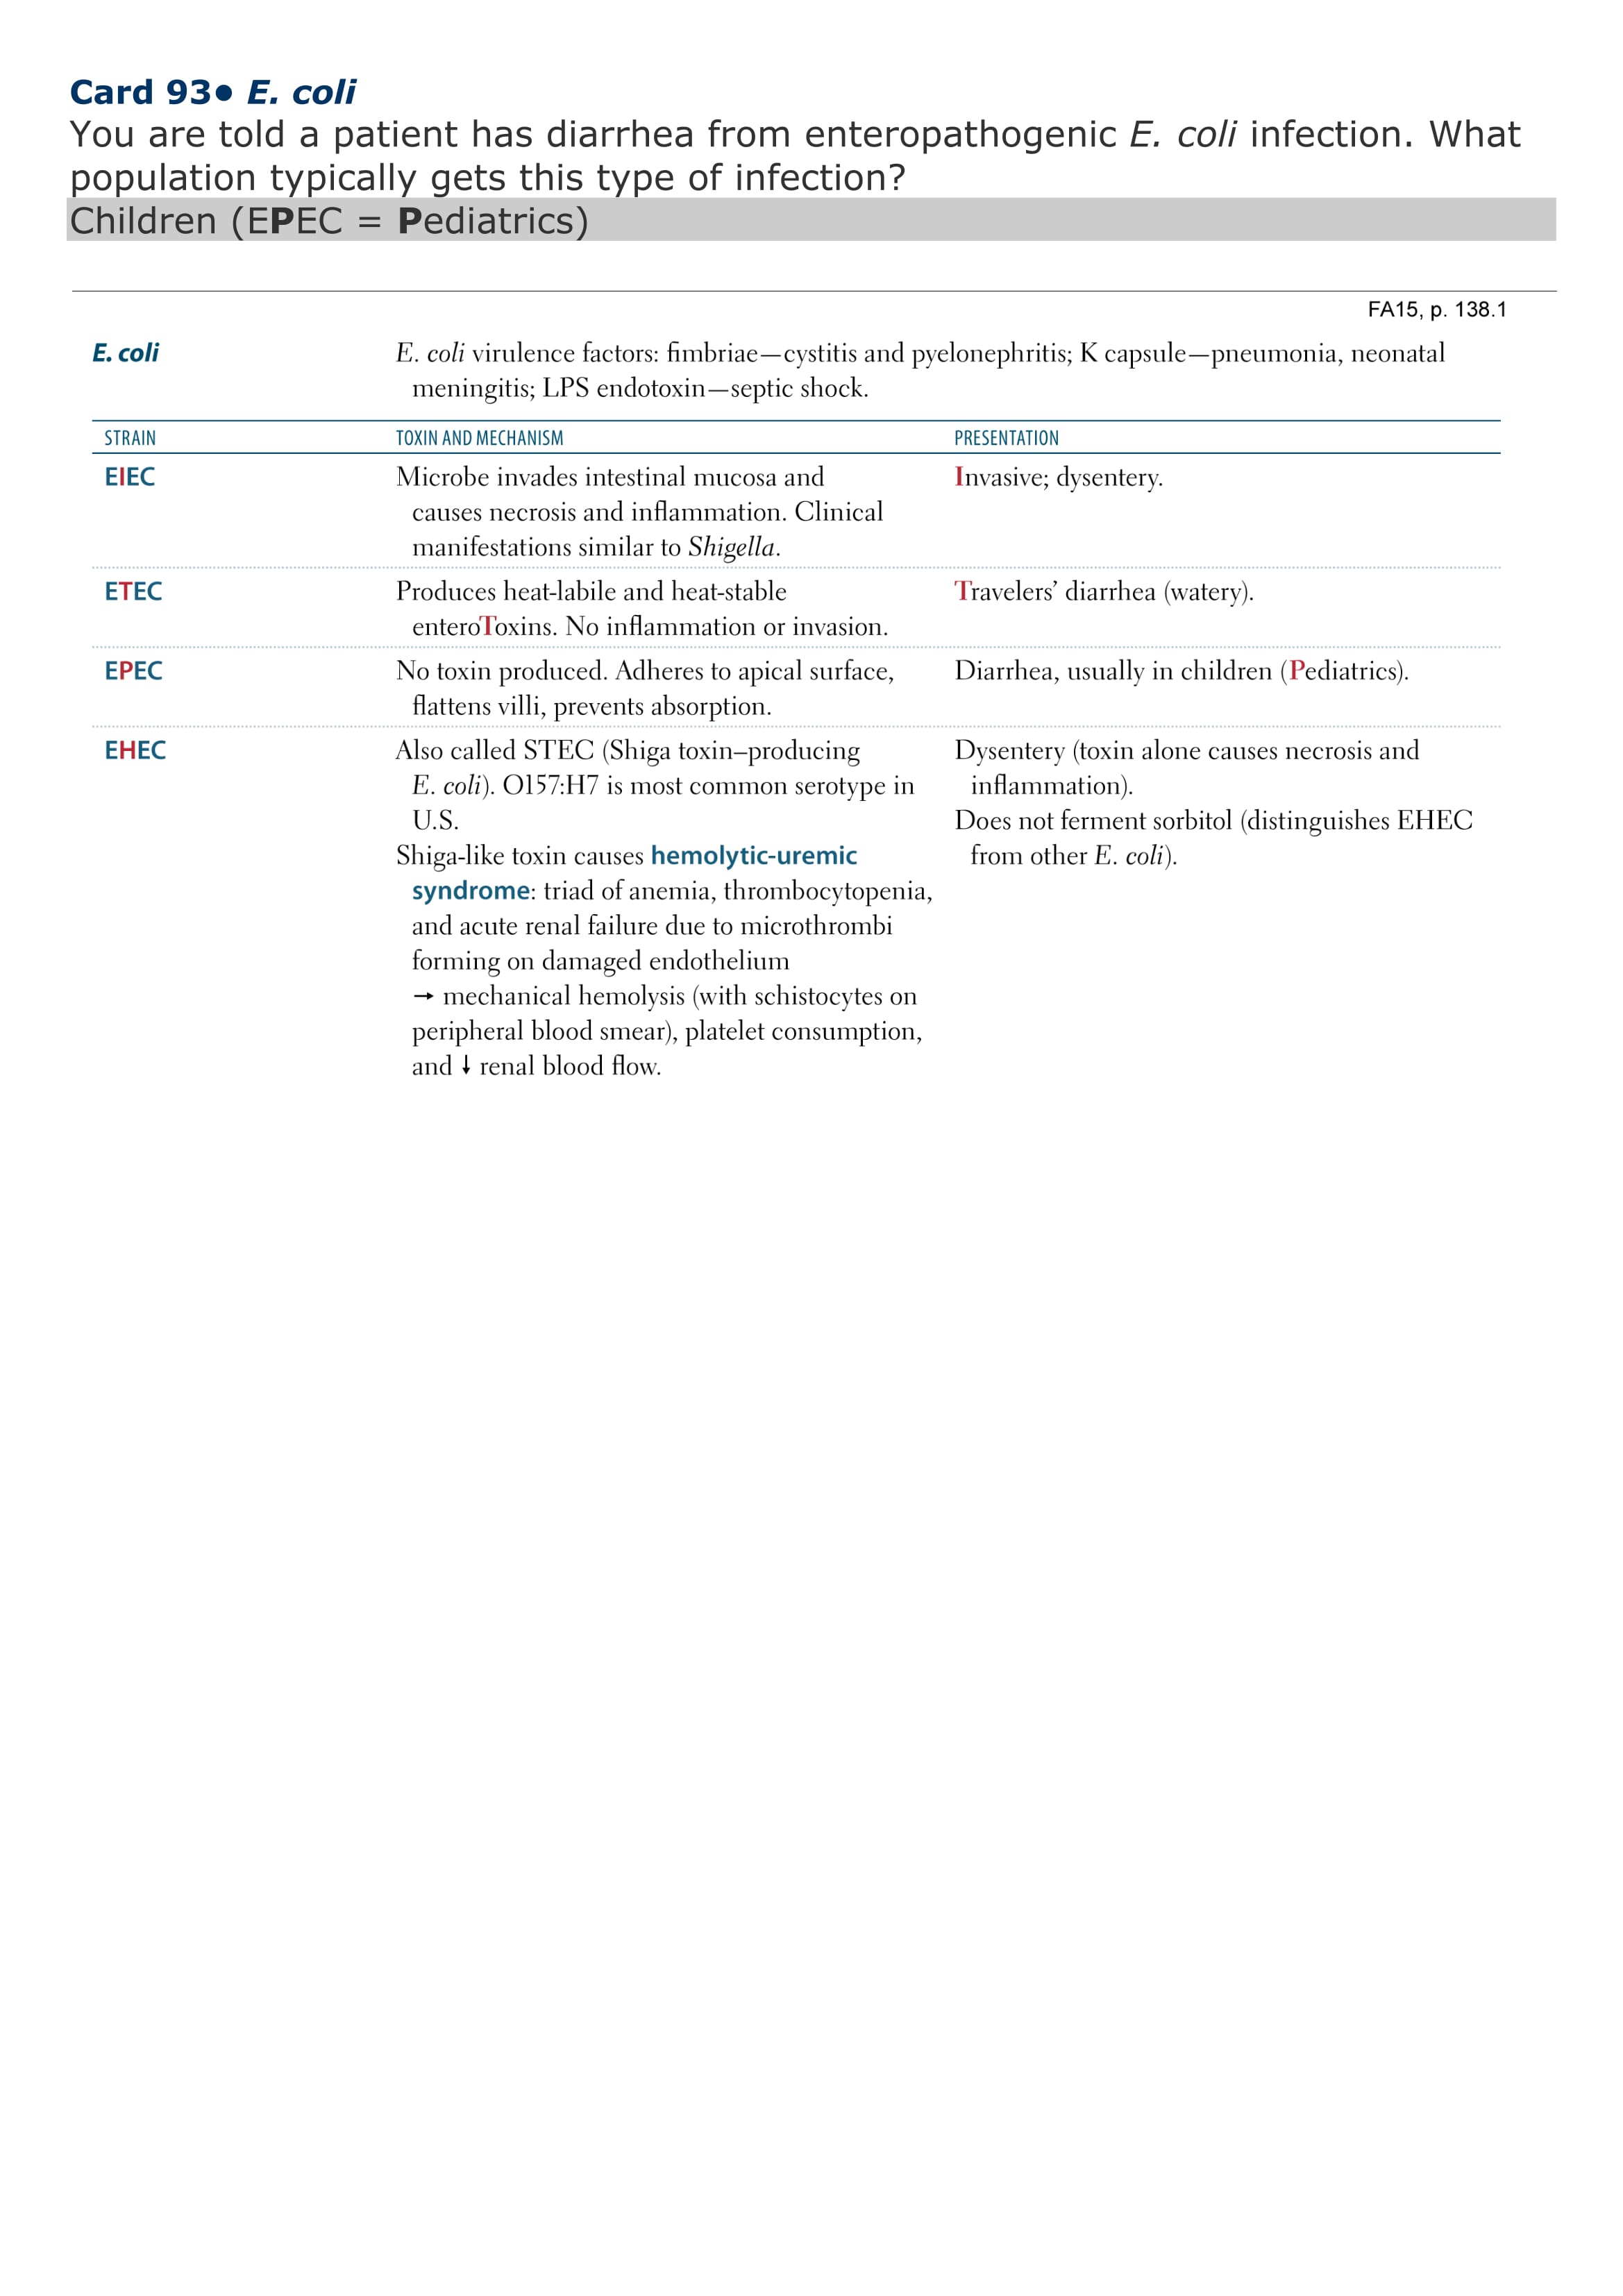 Card 93● E. coli
You are told a patient has diarrhea from enteropathogenic E. coli infection. What
population typically gets this type of infection?
Children (EPEC = Pediatrics)
FA15, p. 138.1
E. coli
E. coli virulence factors: fimbriae—cystitis and pyelonephritis; K capsule—pneumonia, neonatal
meningitis; LPS endotoxin—septic shock.
STRAIN TOXIN AND MECHANISM PRESENTATION
EIEC
Microbe invades intestinal mucosa and
causes necrosis and inflammation. Clinical
manifestations similar to Shigella.
Invasive; dysentery.
ETEC
Produces heat-labile and heat-stable
enteroToxins. No inflammation or invasion.
Travelers’ diarrhea (watery).
EPEC
No toxin produced. Adheres to apical surface,
flattens villi, prevents absorption.
Diarrhea, usually in children (Pediatrics).
EHEC
Also called STEC (Shiga toxin–producing
E. coli). O157:H7 is most common serotype in
U.S.
Shiga-like toxin causes hemolytic-uremic
syndrome: triad of anemia, thrombocytopenia,
and acute renal failure due to microthrombi
forming on damaged endothelium
→ mechanical hemolysis (with schistocytes on
peripheral blood smear), platelet consumption,
and ↓ renal blood flow.
Dysentery (toxin alone causes necrosis and
inflammation).
Does not ferment sorbitol (distinguishes EHEC
from other E. coli).